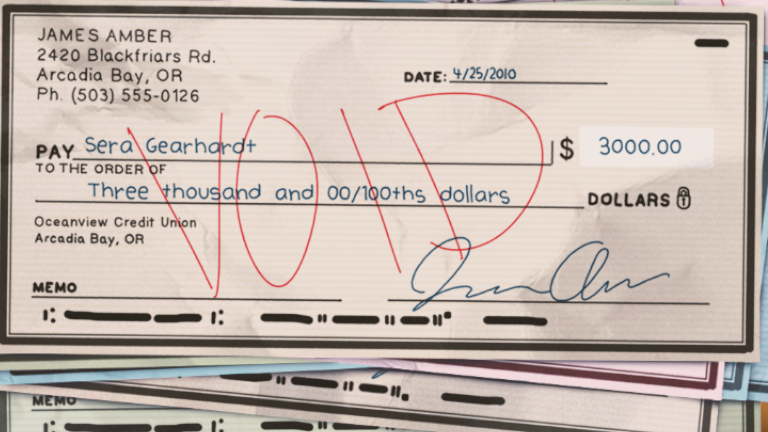 JAMES AMBER
2420 Blackfriars Rd.
Arcadia Bay, OR
Ph. (503) 555-0126
DATE: 4/25/2010
PAY Sera Gearhardt $ 3000.00
TO THE ORDER OF
Three thousand and 00/100ths dollars DOLLARS
VOID
Oceanview Credit Union
Arcadia Bay, OR
MEMO
MEMO